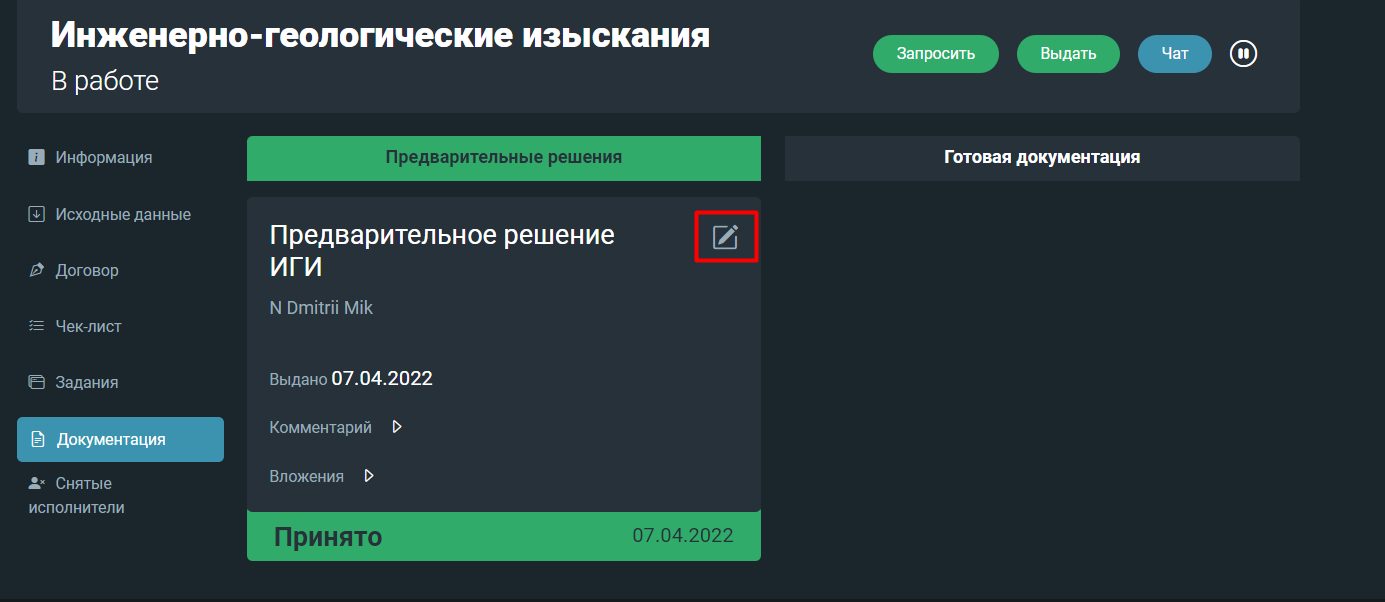 Инженерно-геологические изыскания
В работе
Запросить
Выдать
Чат
Информация
Исходные данные
Договор
Чек-лист
Задания
Документация
Снятые
исполнители
Предварительные решения
Готовая документация
Предварительное решение
ИГИ
N Dmitrii Mik
Выдано 07.04.2022
Комментарий
Вложения
Принято 07.04.2022